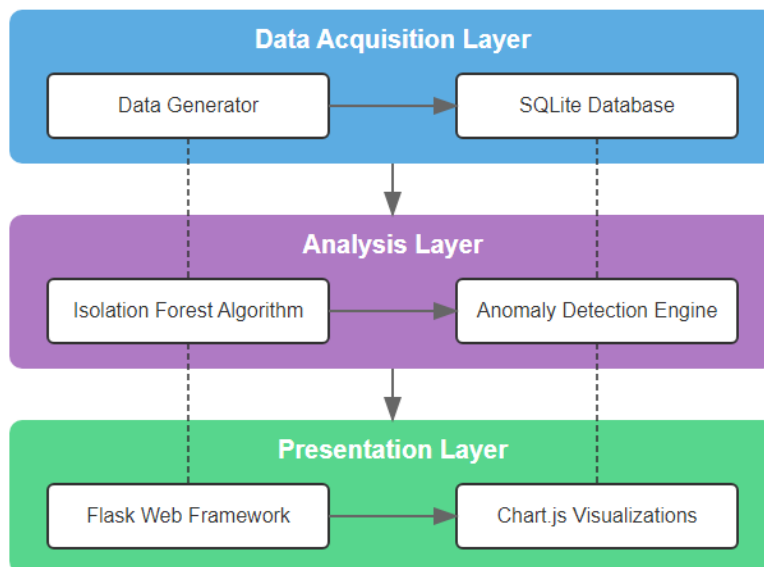 Data Acquisition Layer
Data Generator
SQLite Database
Analysis Layer
Isolation Forest Algorithm
Anomaly Detection Engine
Presentation Layer
Flask Web Framework
Chart.js Visualizations